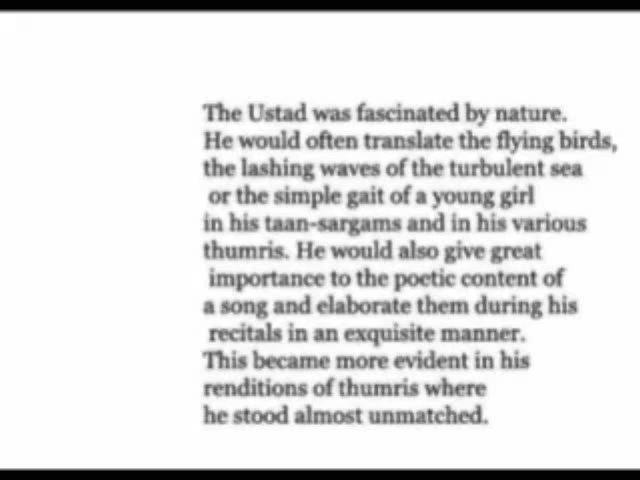 The Ustad was fascinated by nature.
He would often translate the flying birds,
the lashing waves of the turbulent sea
or the simple gait of a young girl
in his taan-sargams and in his various
thumris. He would also give great
importance to the poetic content of
a song and elaborate them during his
recitals in an exquisite manner.
This became more evident in his
renditions of thumris where
he stood almost unmatched.